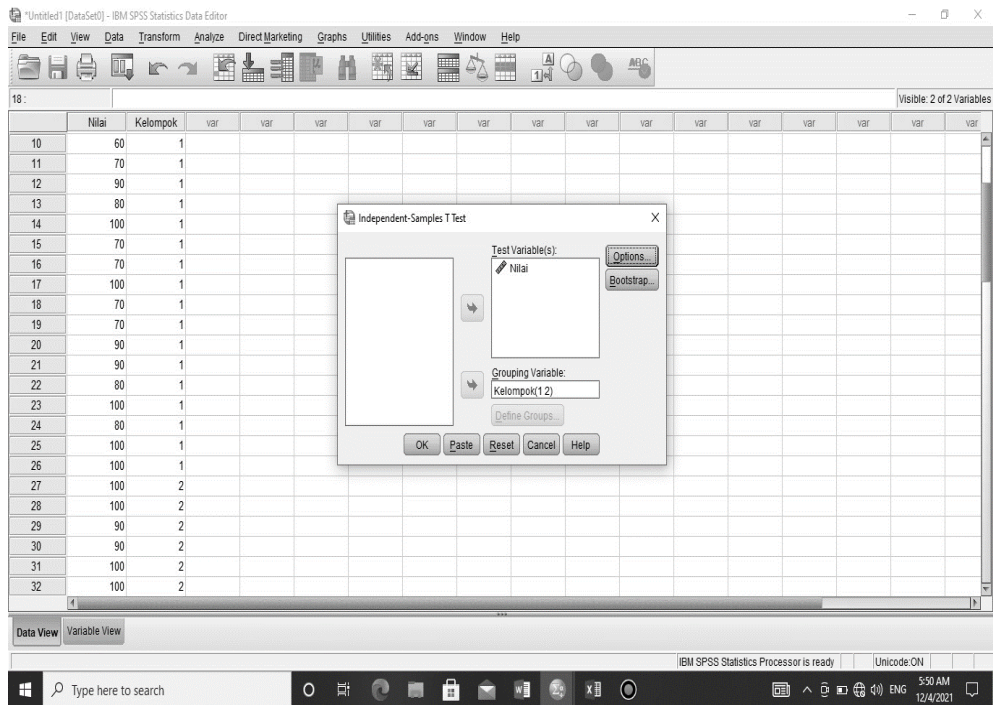 *Untitled1 [DataSet0] - IBM SPSS Statistics Data Editor
File Edit View Data Transform Analyze Direct Marketing Graphs Utilities Add-ons Window Help
18 : Visible: 2 of 2 Variables
Nilai Kelompok var var var var var var var var var var var var var var var
10 60 1
11 70 1
12 90 1
13 80 1
14 100 1
15 70 1
16 70 1
17 100 1
18 70 1
19 70 1
20 90 1
21 90 1
22 80 1
23 100 1
24 80 1
25 100 1
26 100 1
27 100 2
28 100 2
29 90 2
30 90 2
31 100 2
32 100 2
Independent-Samples T Test
Test Variable(s):
Nilai
Options...
Bootstrap...
Grouping Variable:
Kelompok(1 2)
Define Groups...
OK Paste Reset Cancel Help
Data View Variable View
IBM SPSS Statistics Processor is ready Unicode:ON
Type here to search
ENG 5:50 AM
12/4/2021